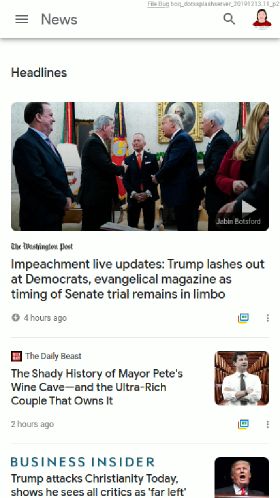 File Bug boq_dotssplashserver_20191213.11_p2
News
Headlines
Jabin Botsford
The Washington Post
Impeachment live updates: Trump lashes out
at Democrats, evangelical magazine as
timing of Senate trial remains in limbo
4 hours ago
The Daily Beast
The Shady History of Mayor Pete's
Wine Cave—and the Ultra-Rich
Couple That Owns It
2 hours ago
BUSINESS INSIDER
Trump attacks Christianity Today,
shows he sees all critics as 'far left'